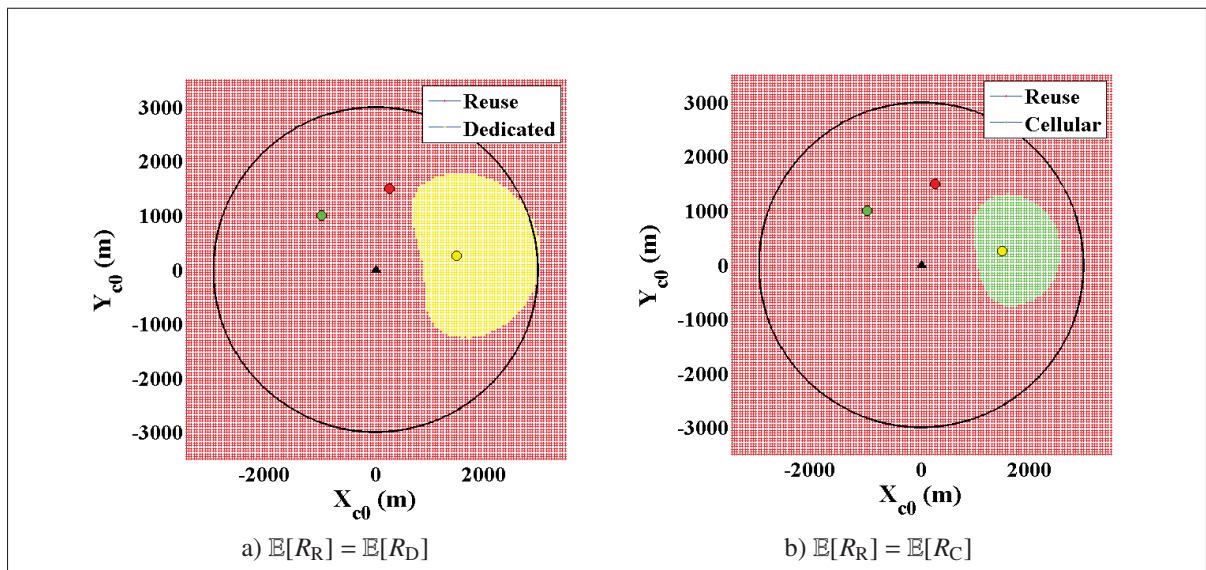 Reuse
Dedicated
3000
2000
1000
0
-1000
-2000
-3000
Y_c0 (m)
-2000 0 2000
X_c0 (m)
a) 𝔼[R_R] = 𝔼[R_D]
Reuse
Cellular
3000
2000
1000
0
-1000
-2000
-3000
Y_c0 (m)
-2000 0 2000
X_c0 (m)
b) 𝔼[R_R] = 𝔼[R_C]